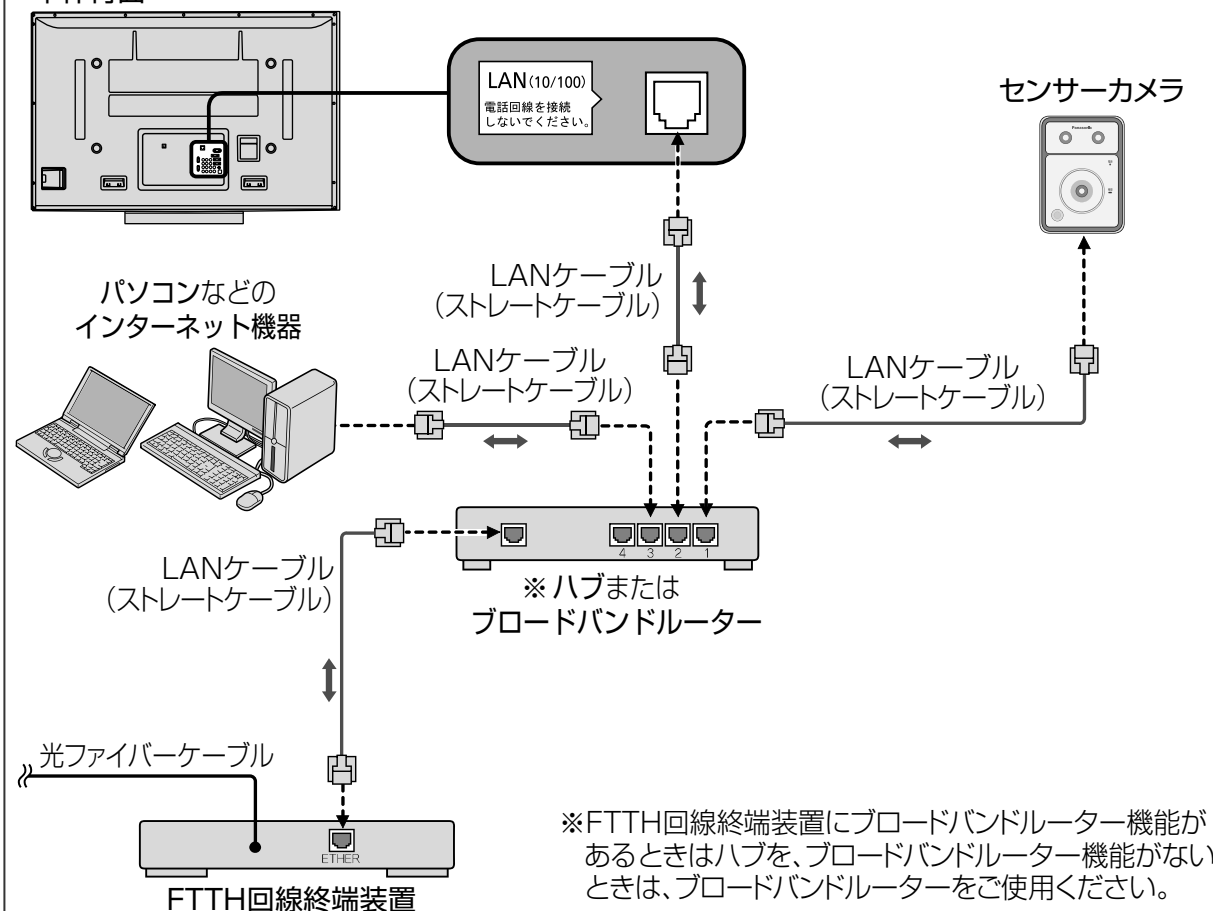 LAN(10/100)
電話回線を接続
しないでください。
センサーカメラ
Panasonic
パソコンなどの
インターネット機器
LANケーブル
(ストレートケーブル)
LANケーブル
(ストレートケーブル)
LANケーブル
(ストレートケーブル)
4 3 2 1
LANケーブル
(ストレートケーブル)
※ ハブまたは
ブロードバンドルーター
光ファイバーケーブル
ETHER
FTTH回線終端装置
※FTTH回線終端装置にブロードバンドルーター機能が
あるときはハブを、ブロードバンドルーター機能がない
ときは、ブロードバンドルーターをご使用ください。